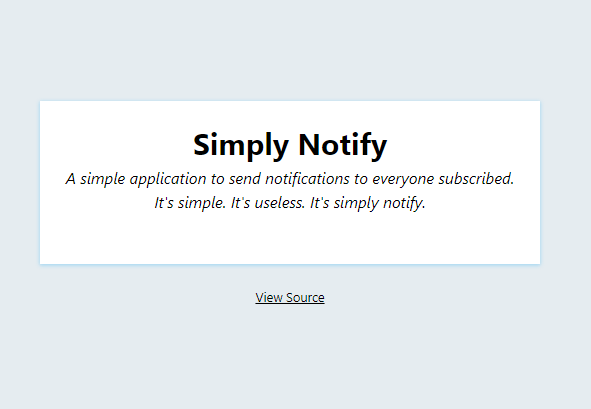 Simply Notify
A simple application to send notifications to everyone subscribed.
It's simple. It's useless. It's simply notify.
View Source